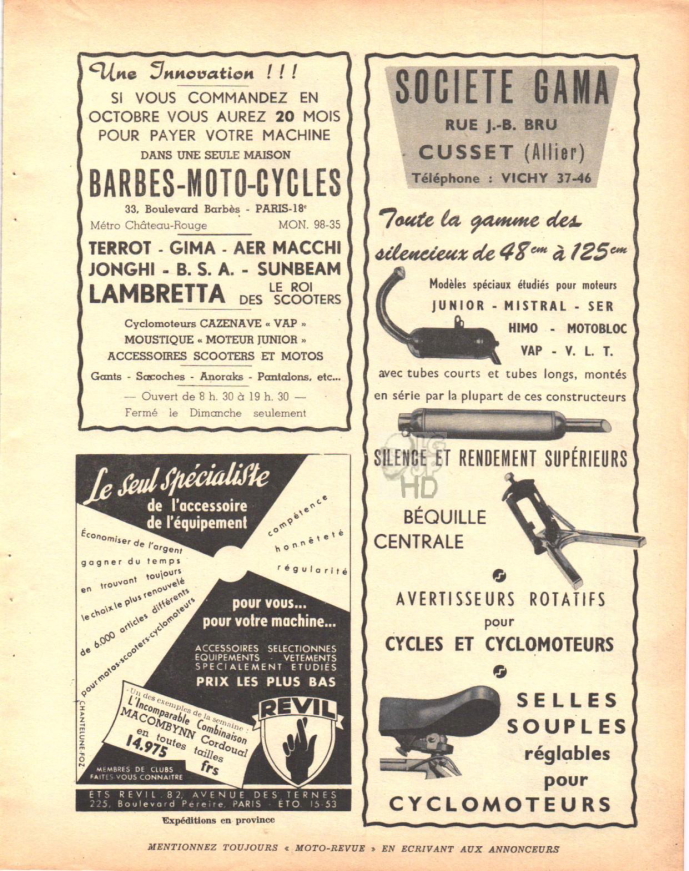 Une Innovation !!!
SI VOUS COMMANDEZ EN
OCTOBRE VOUS AUREZ 20 MOIS
POUR PAYER VOTRE MACHINE
DANS UNE SEULE MAISON
BARBES-MOTO-CYCLES
33, Boulevard Barbès - PARIS-18e
Métro Château-Rouge MON. 98-35
TERROT - GIMA - AER MACCHI
JONGHI - B. S. A. - SUNBEAM
LAMBRETTA LE ROI
DES SCOOTERS
Cyclomoteurs CAZENAVE « VAP »
MOUSTIQUE « MOTEUR JUNIOR »
ACCESSOIRES SCOOTERS ET MOTOS
Gants - Sacoches - Anoraks - Pantalons, etc...
— Ouvert de 8 h. 30 à 19 h. 30 —
Fermé le Dimanche seulement
Le Seul Spécialiste
de l'accessoire
de l'équipement
Économiser de l'argent
gagner du temps
en trouvant toujours
le choix le plus renouvelé
de 6.000 articles différents
pour motos-scooters-cyclomoteurs
compétence
honnêteté
régularité
pour vous...
pour votre machine...
ACCESSOIRES SELECTIONNES
EQUIPEMENTS - VETEMENTS
SPECIALEMENT ETUDIÉS
PRIX LES PLUS BAS
- Un des exemples de la semaine :
L'Incomparable Combinaison
MACOMBYNN Cordoual
en toutes tailles
14.975 frs
REVIL
CHANTELUNE-FOZ
MEMBRES DE CLUBS
FAITES-VOUS CONNAITRE
ETS REVIL. 82, AVENUE DES TERNES
225, Boulevard Péreire, PARIS - ETO. 15-53
Expéditions en province
SOCIETE GAMA
RUE J.-B. BRU
CUSSET (Allier)
Téléphone : VICHY 37-46
Toute la gamme des
silencieux de 48cm à 125cm
Modèles spéciaux étudiés pour moteurs
JUNIOR - MISTRAL - SER
HIMO - MOTOBLOC
VAP - V. L. T.
avec tubes courts et tubes longs, montés
en série par la plupart de ces constructeurs
SILENCE ET RENDEMENT SUPÉRIEURS
HD
BÉQUILLE
CENTRALE
AVERTISSEURS ROTATIFS
pour
CYCLES ET CYCLOMOTEURS
SELLES
SOUPLES
réglables
pour
CYCLOMOTEURS
MENTIONNEZ TOUJOURS « MOTO-REVUE » EN ECRIVANT AUX ANNONCEURS